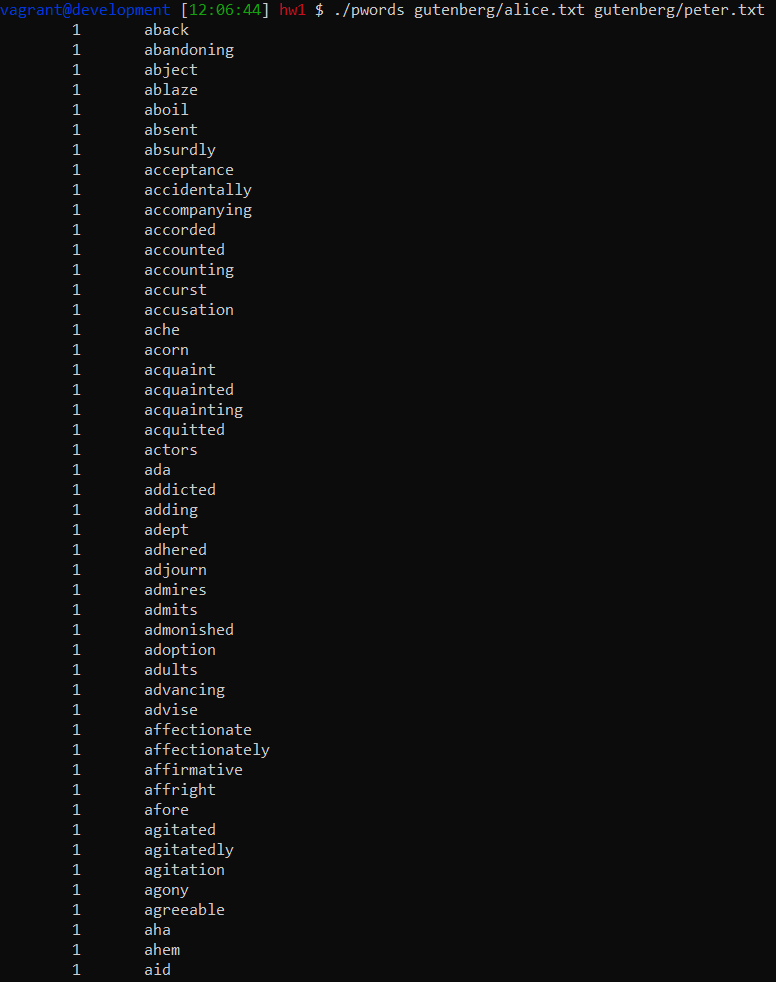 vagrant@development [12:06:44] hw1 $ ./pwords gutenberg/alice.txt gutenberg/peter.txt
1 aback
1 abandoning
1 abject
1 ablaze
1 aboil
1 absent
1 absurdly
1 acceptance
1 accidentally
1 accompanying
1 accorded
1 accounted
1 accounting
1 accurst
1 accusation
1 ache
1 acorn
1 acquaint
1 acquainted
1 acquainting
1 acquitted
1 actors
1 ada
1 addicted
1 adding
1 adept
1 adhered
1 adjourn
1 admires
1 admits
1 admonished
1 adoption
1 adults
1 advancing
1 advise
1 affectionate
1 affectionately
1 affirmative
1 affright
1 afore
1 agitated
1 agitatedly
1 agitation
1 agony
1 agreeable
1 aha
1 ahem
1 aid